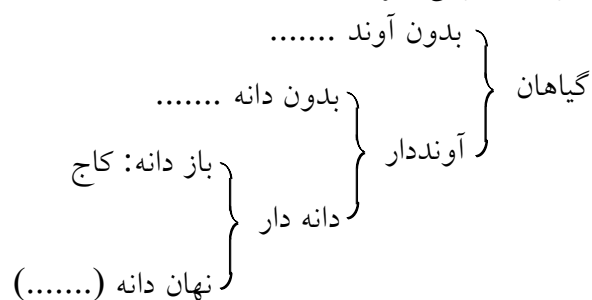 بدون آوند .......
گیاهان
بدون دانه .......
آونددار
باز دانه: کاج
دانه دار
نهان دانه (.......)